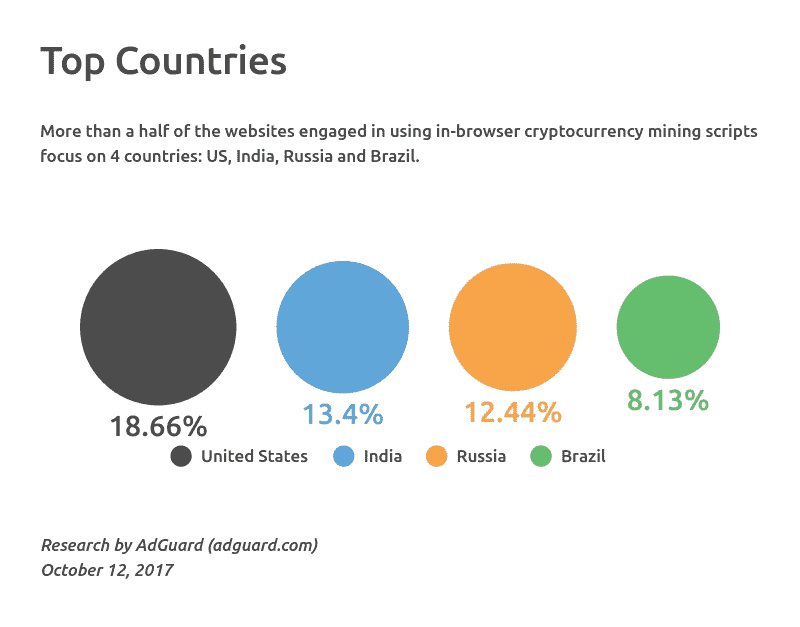 Top Countries
More than a half of the websites engaged in using in-browser cryptocurrency mining scripts
focus on 4 countries: US, India, Russia and Brazil.
18.66%
13.4%
12.44%
8.13%
United States
India
Russia
Brazil
Research by AdGuard (adguard.com)
October 12, 2017